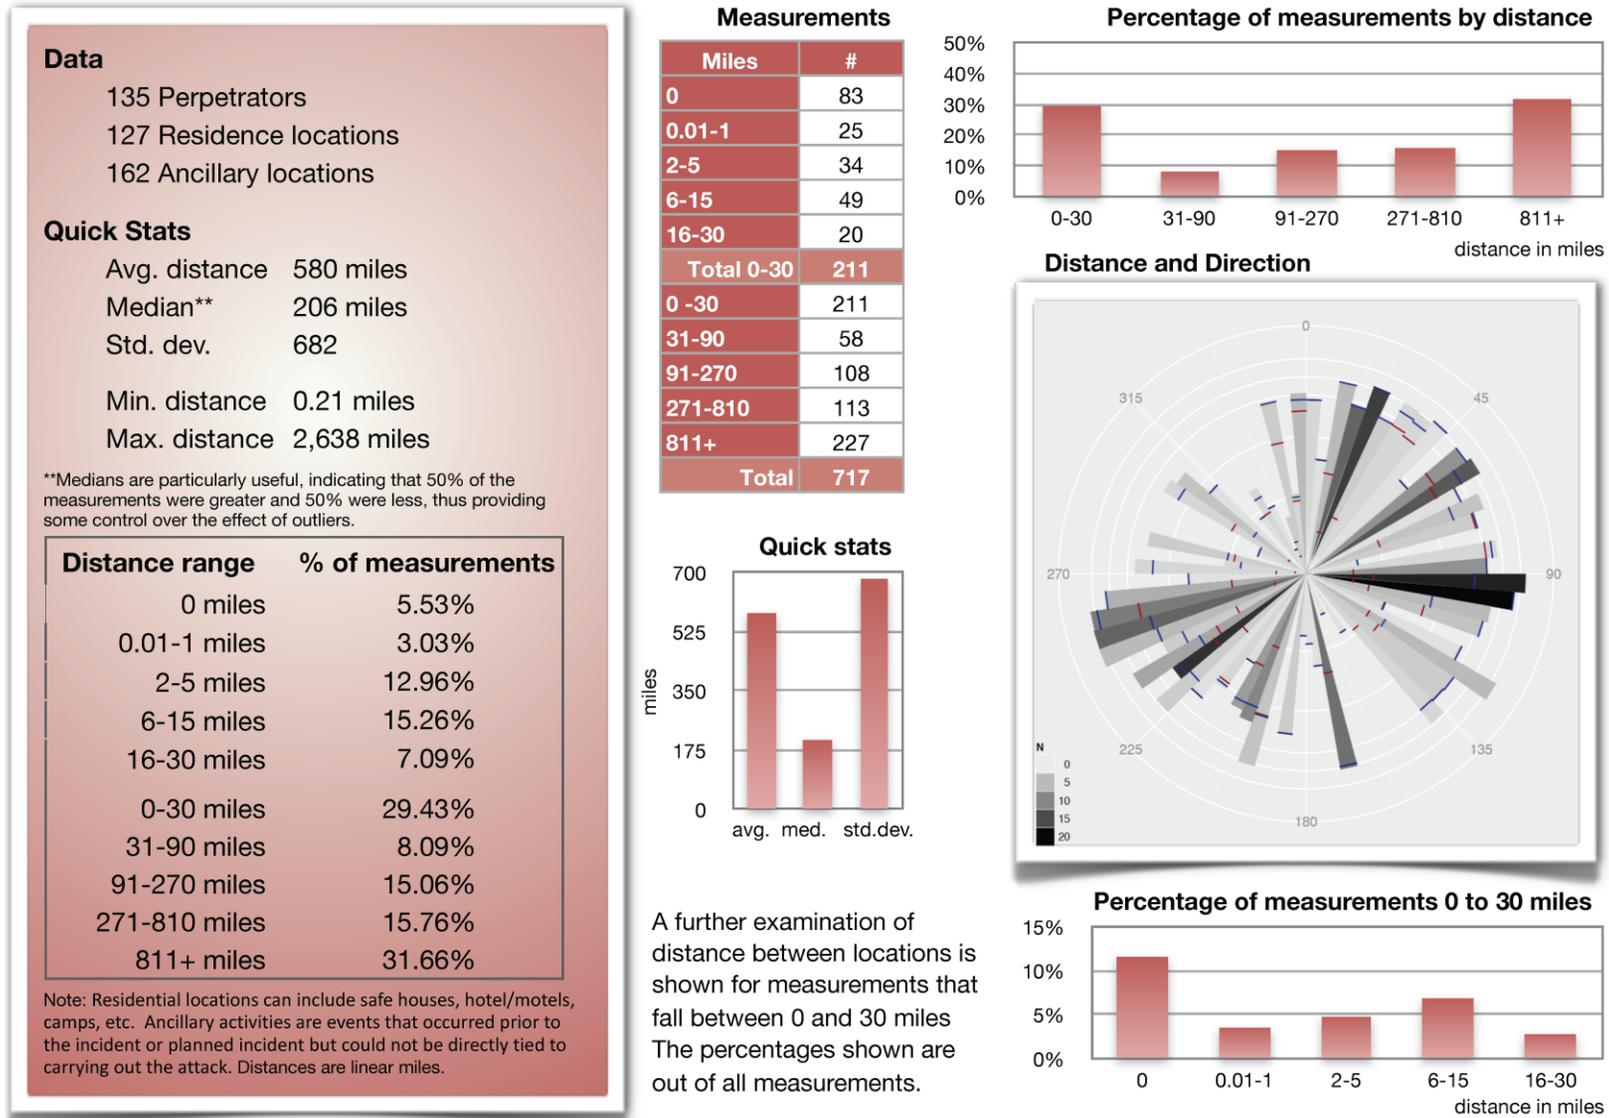 Data
135 Perpetrators
127 Residence locations
162 Ancillary locations
Quick Stats
Avg. distance 580 miles
Median** 206 miles
Std. dev. 682
Min. distance 0.21 miles
Max. distance 2,638 miles
**Medians are particularly useful, indicating that 50% of the
measurements were greater and 50% were less, thus providing
some control over the effect of outliers.
Distance range % of measurements
0 miles 5.53%
0.01-1 miles 3.03%
2-5 miles 12.96%
6-15 miles 15.26%
16-30 miles 7.09%
0-30 miles 29.43%
31-90 miles 8.09%
91-270 miles 15.06%
271-810 miles 15.76%
811+ miles 31.66%
Note: Residential locations can include safe houses, hotel/motels,
camps, etc. Ancillary activities are events that occurred prior to
the incident or planned incident but could not be directly tied to
carrying out the attack. Distances are linear miles.
Measurements
Miles #
0 83
0.01-1 25
2-5 34
6-15 49
16-30 20
Total 0-30 211
0 -30 211
31-90 58
91-270 108
271-810 113
811+ 227
Total 717
Quick stats
700
525
350
175
0
miles
avg. med. std.dev.
A further examination of
distance between locations is
shown for measurements that
fall between 0 and 30 miles
The percentages shown are
out of all measurements.
Percentage of measurements by distance
50%
40%
30%
20%
10%
0%
0-30 31-90 91-270 271-810 811+
distance in miles
Distance and Direction
0
315 45
270 90
225 135
180
N
0
5
10
15
20
Percentage of measurements 0 to 30 miles
15%
10%
5%
0%
0 0.01-1 2-5 6-15 16-30
distance in miles